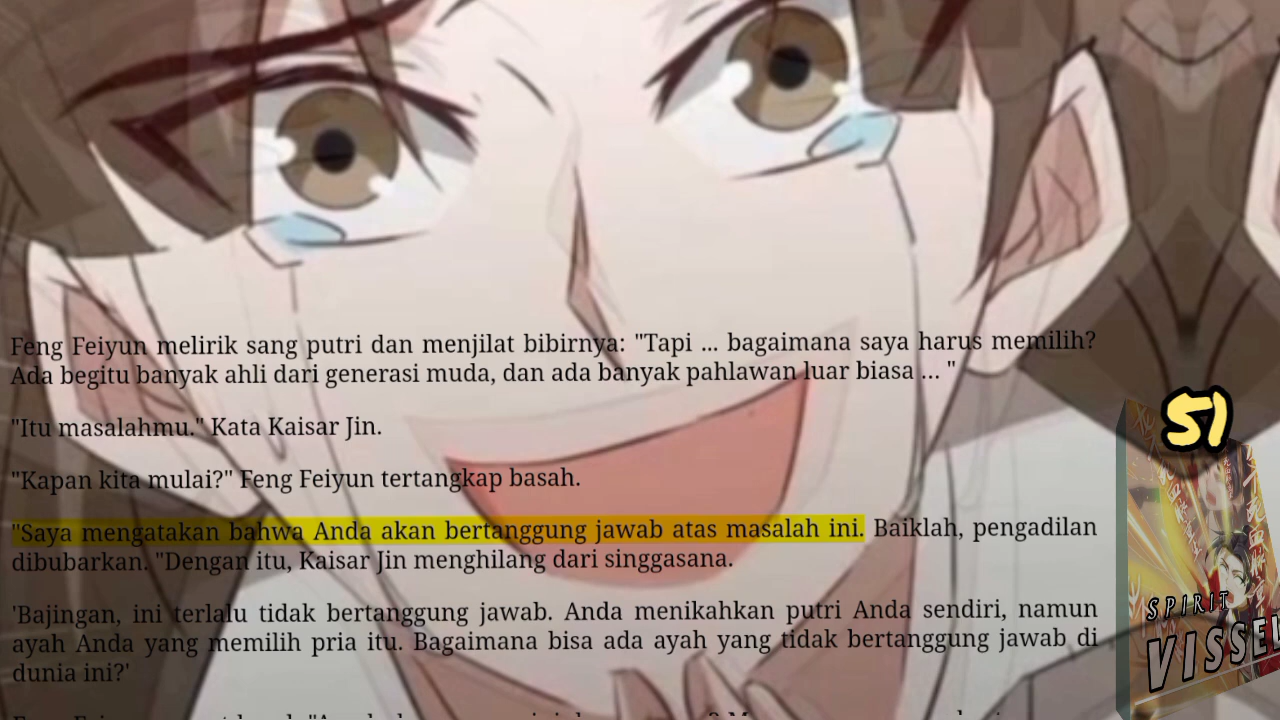 Feng Feiyun melirik sang putri dan menjilat bibirnya: "Tapi ... bagaimana saya harus memilih?
Ada begitu banyak ahli dari generasi muda, dan ada banyak pahlawan luar biasa ... "
"Itu masalahmu." Kata Kaisar Jin.
"Kapan kita mulai?" Feng Feiyun tertangkap basah.
"Saya mengatakan bahwa Anda akan bertanggung jawab atas masalah ini. Baiklah, pengadilan
dibubarkan. "Dengan itu, Kaisar Jin menghilang dari singgasana.
'Bajingan, ini terlalu tidak bertanggung jawab. Anda menikahkan putri Anda sendiri, namun
ayah Anda yang memilih pria itu. Bagaimana bisa ada ayah yang tidak bertanggung jawab di
dunia ini?'
51
SPIRIT
VISSEL